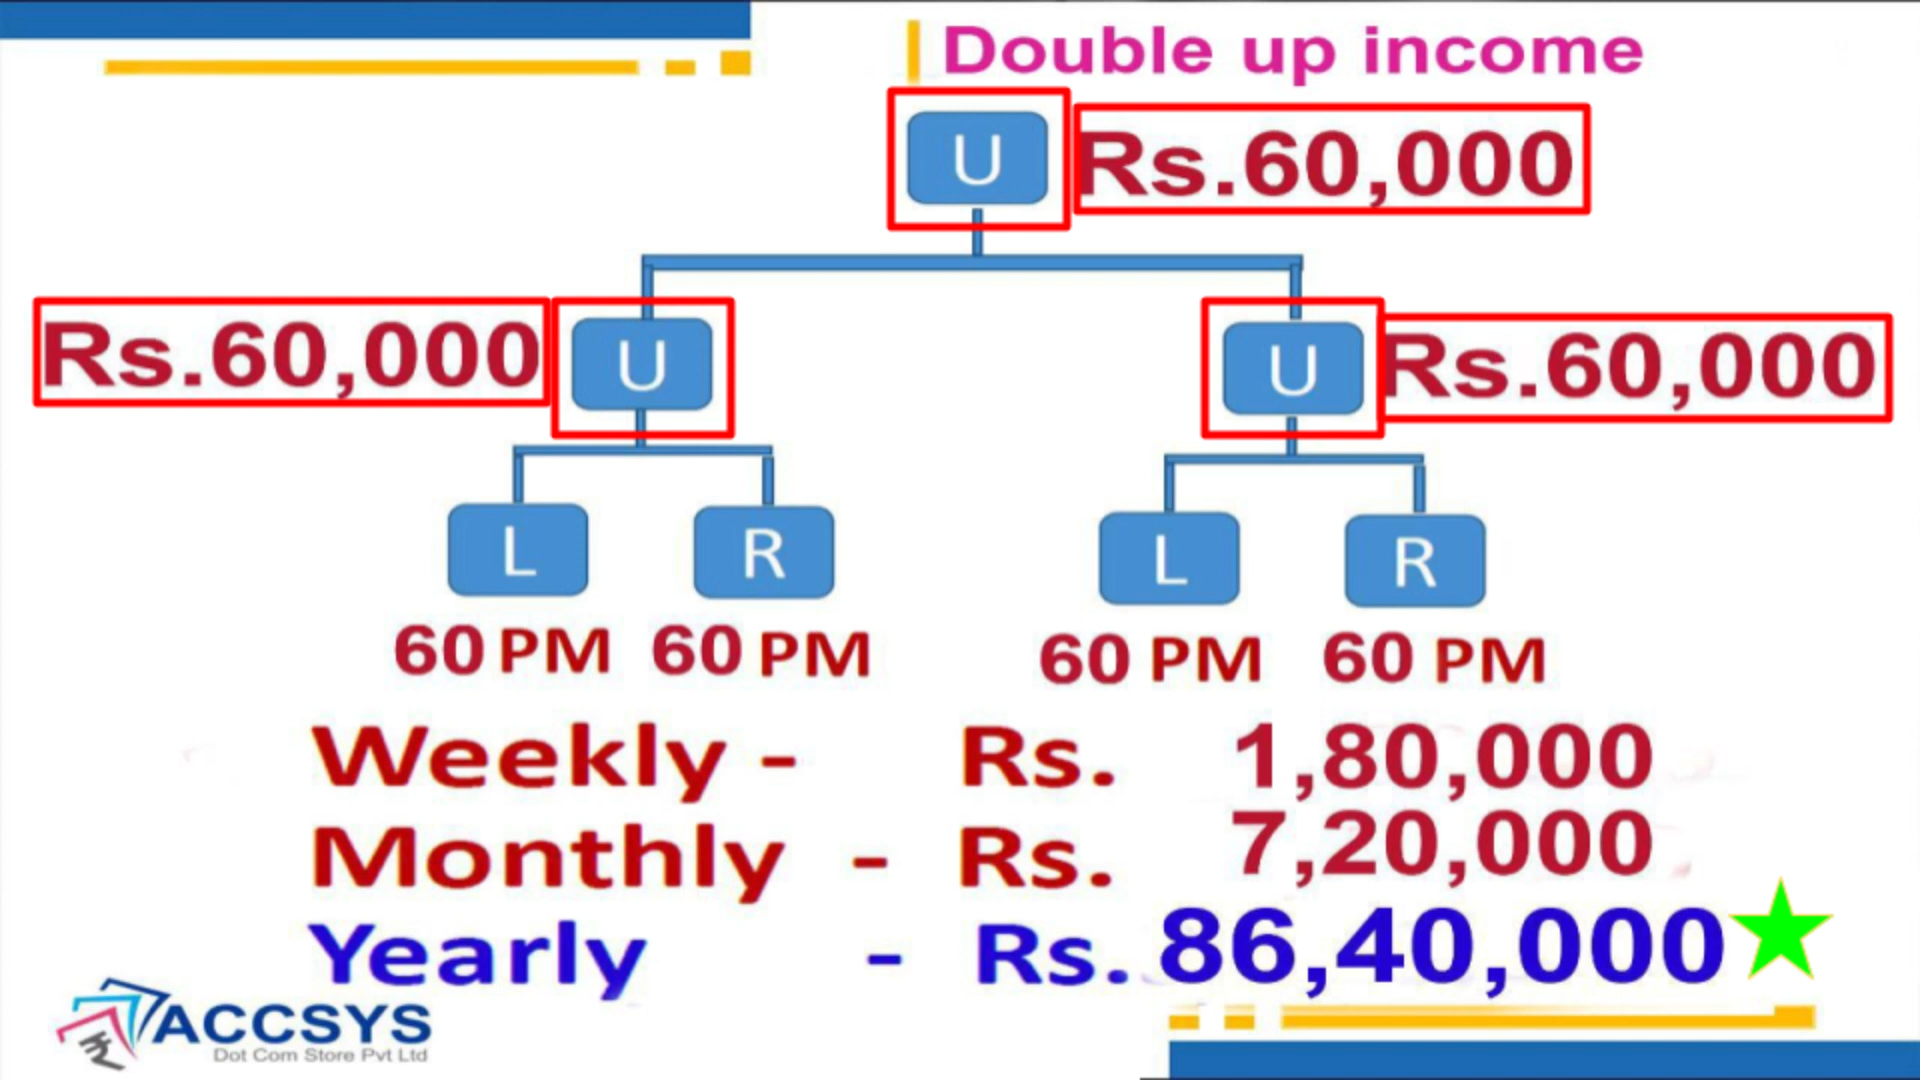 Double up income
U Rs.60,000
Rs.60,000 U U Rs.60,000
L R L R
60 PM 60 PM 60 PM 60 PM
Weekly - Rs. 1,80,000
Monthly - Rs. 7,20,000
Yearly - Rs. 86,40,000
ACCSYS
Dot Com Store Pvt Ltd